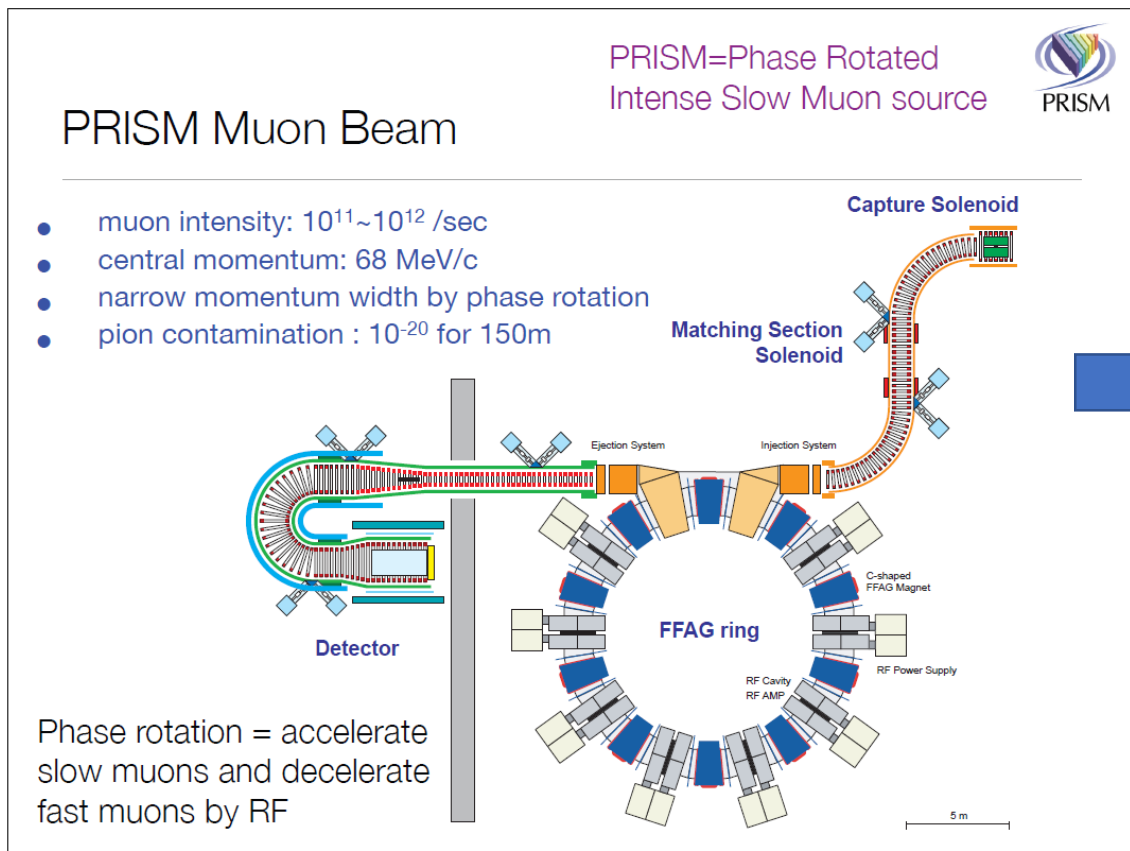 PRISM=Phase Rotated
Intense Slow Muon source
PRISM
PRISM Muon Beam
• muon intensity: 10¹¹~10¹² /sec
• central momentum: 68 MeV/c
• narrow momentum width by phase rotation
• pion contamination : 10⁻²⁰ for 150m
Capture Solenoid
Matching Section
Solenoid
Ejection System
Injection System
C-shaped
FFAG Magnet
FFAG ring
Detector
RF Power Supply
RF Cavity
RF AMP
Phase rotation = accelerate
slow muons and decelerate
fast muons by RF
5 m